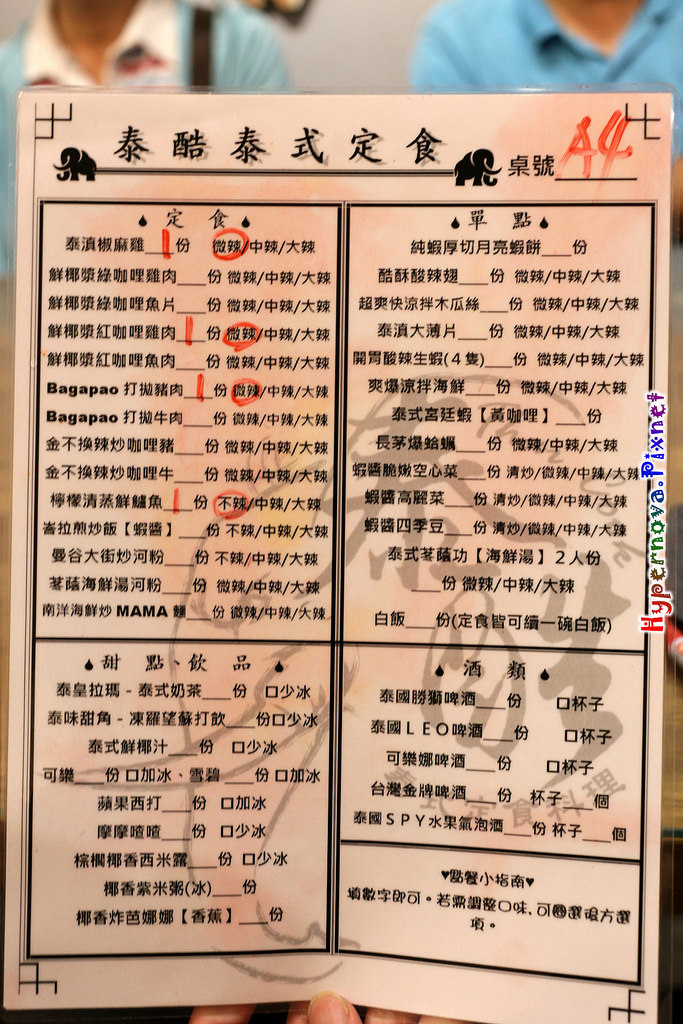 泰酷泰式定食
桌號 A4
定食
泰滇椒麻雞 1 份 微辣/中辣/大辣
鮮椰漿綠咖哩雞肉___份 微辣/中辣/大辣
鮮椰漿綠咖哩魚片___份 微辣/中辣/大辣
鮮椰漿紅咖哩雞肉 1 份 微辣/中辣/大辣
鮮椰漿紅咖哩魚肉___份 微辣/中辣/大辣
Bagapao 打拋豬肉 1 份 微辣/中辣/大辣
Bagapao 打拋牛肉___份 微辣/中辣/大辣
金不換辣炒咖哩豬___份 微辣/中辣/大辣
金不換辣炒咖哩牛___份 微辣/中辣/大辣
檸檬清蒸鮮鱸魚 1 份 不辣/中辣/大辣
崙拉煎炒飯【蝦醬】___份 不辣/中辣/大辣
曼谷大街炒河粉___份 不辣/中辣/大辣
茗蔭海鮮湯河粉___份 微辣/中辣/大辣
南洋海鮮炒 MAMA 麵___份 微辣/中辣/大辣
單點
純蝦厚切月亮蝦餅___份
酷酥酸辣翅___份 微辣/中辣/大辣
超爽快涼拌木瓜絲___份 微辣/中辣/大辣
泰滇大薄片___份 微辣/中辣/大辣
開胃酸辣生蝦(4隻)___份 微辣/中辣/大辣
爽爆涼拌海鮮___份 微辣/中辣/大辣
泰式宮廷蝦【黃咖哩】___份
長茅爆蛤蠣___份 微辣/中辣/大辣
蝦醬脆嫩空心菜___份 清炒/微辣/中辣/大辣
蝦醬高麗菜___份 清炒/微辣/中辣/大辣
蝦醬四季豆___份 清炒/微辣/中辣/大辣
泰式茗蔭功【海鮮湯】2人份
___份 微辣/中辣/大辣
白飯___份(定食皆可續一碗白飯)
甜點、飲品
泰皇拉瑪－泰式奶茶___份 口少冰
泰味甜角－凍羅望蘇打飲___份口少冰
泰式鮮椰汁___份 口少冰
可樂___份 口加冰、雪碧___份 口加冰
蘋果西打___份 口加冰
摩摩喳喳___份 口少冰
棕櫚椰香西米露___份 口少冰
椰香紫米粥(冰)___份
椰香炸芭娜娜【香蕉】___份
酒類
泰國勝獅啤酒___份 口杯子
泰國LEO啤酒___份 口杯子
可樂娜啤酒___份 口杯子
台灣金牌啤酒___份 杯子___個
泰國SPY水果氣泡酒___份 杯子___個
♥點餐小指南♥
填數字即可。若需調整口味,可圈選後方選
項。
泰式定食料理
Hypernova.Pixnet